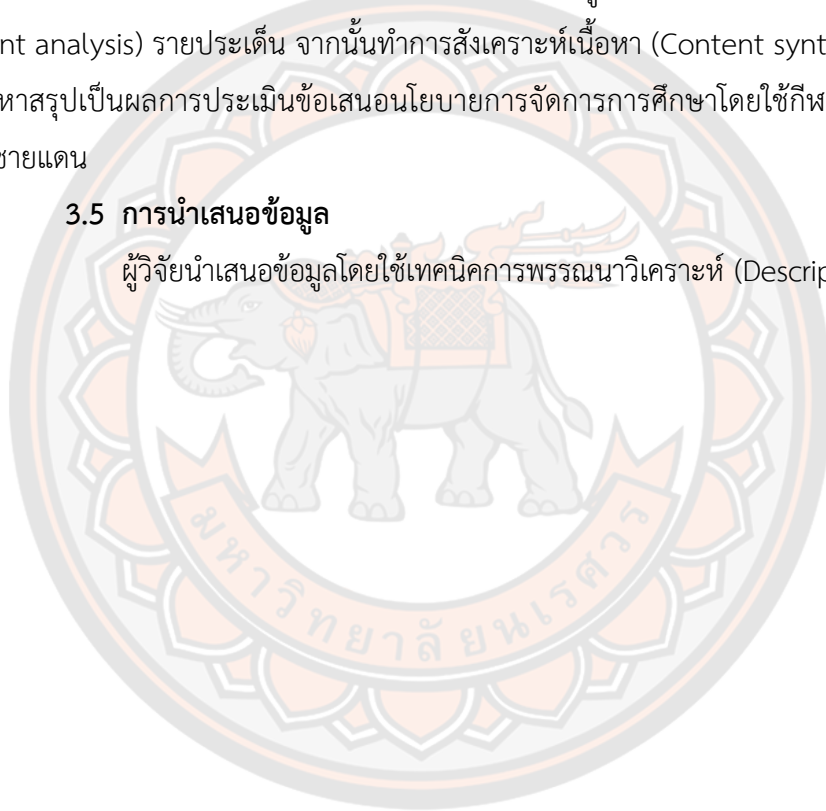 nt analysis) รายประเด็น จากนั้นทำการสังเคราะห์เนื้อหา (Content synt
หาสรุปเป็นผลการประเมินข้อเสนอนโยบายการจัดการการศึกษาโดยใช้กีฬ
ชายแดน
3.5 การนำเสนอข้อมูล
ผู้วิจัยนำเสนอข้อมูลโดยใช้เทคนิคการพรรณนาวิเคราะห์ (Descrip
มหาวิทยาลัยนเรศวร